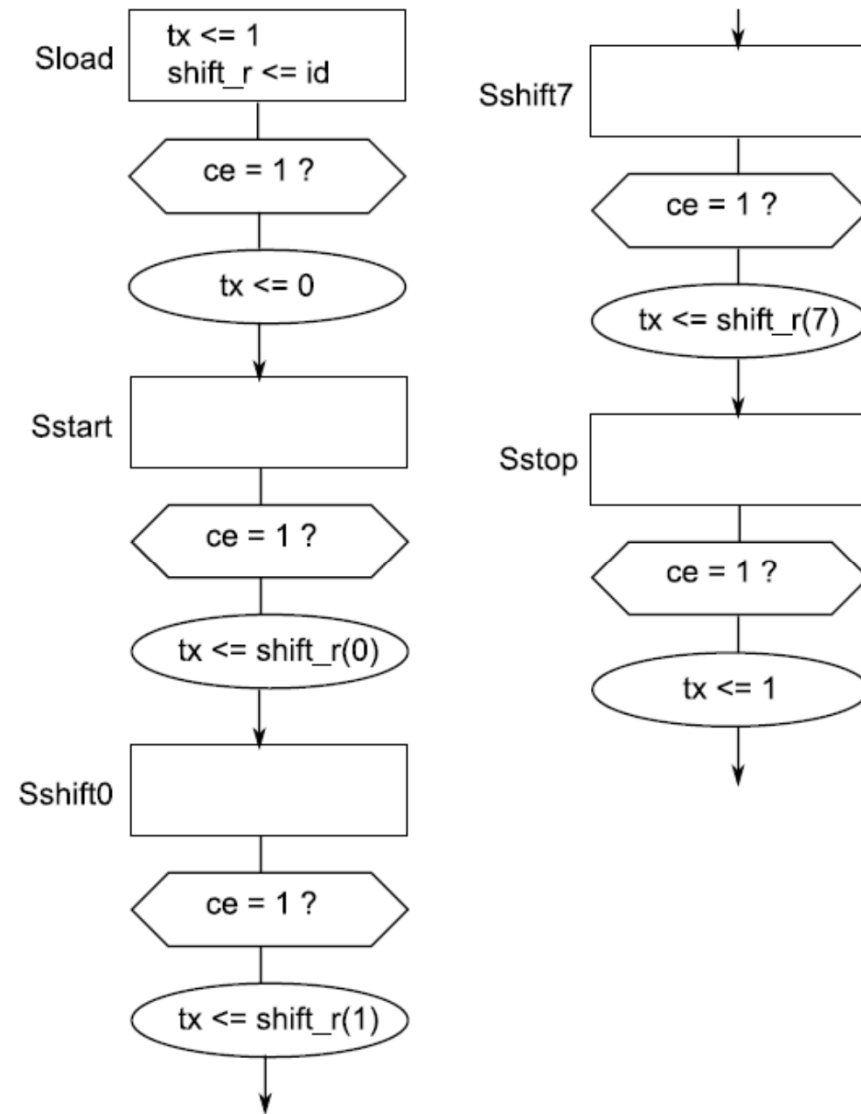 Sload
tx <= 1
shift_r <= id
ce = 1 ?
tx <= 0
Sstart
ce = 1 ?
tx <= shift_r(0)
Sshift0
ce = 1 ?
tx <= shift_r(1)
Sshift7
ce = 1 ?
tx <= shift_r(7)
Sstop
ce = 1 ?
tx <= 1